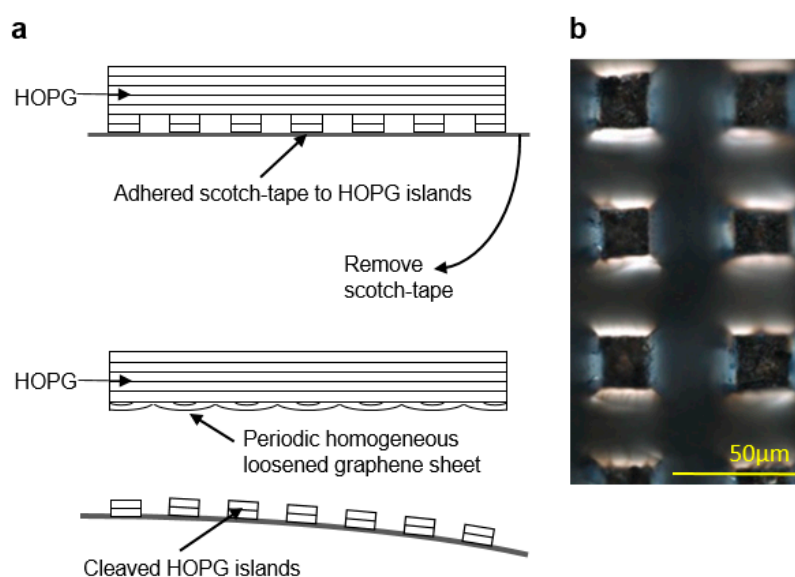 a
b
HOPG
Adhered scotch-tape to HOPG islands
Remove
scotch-tape
HOPG
Periodic homogeneous
loosened graphene sheet
Cleaved HOPG islands
50µm